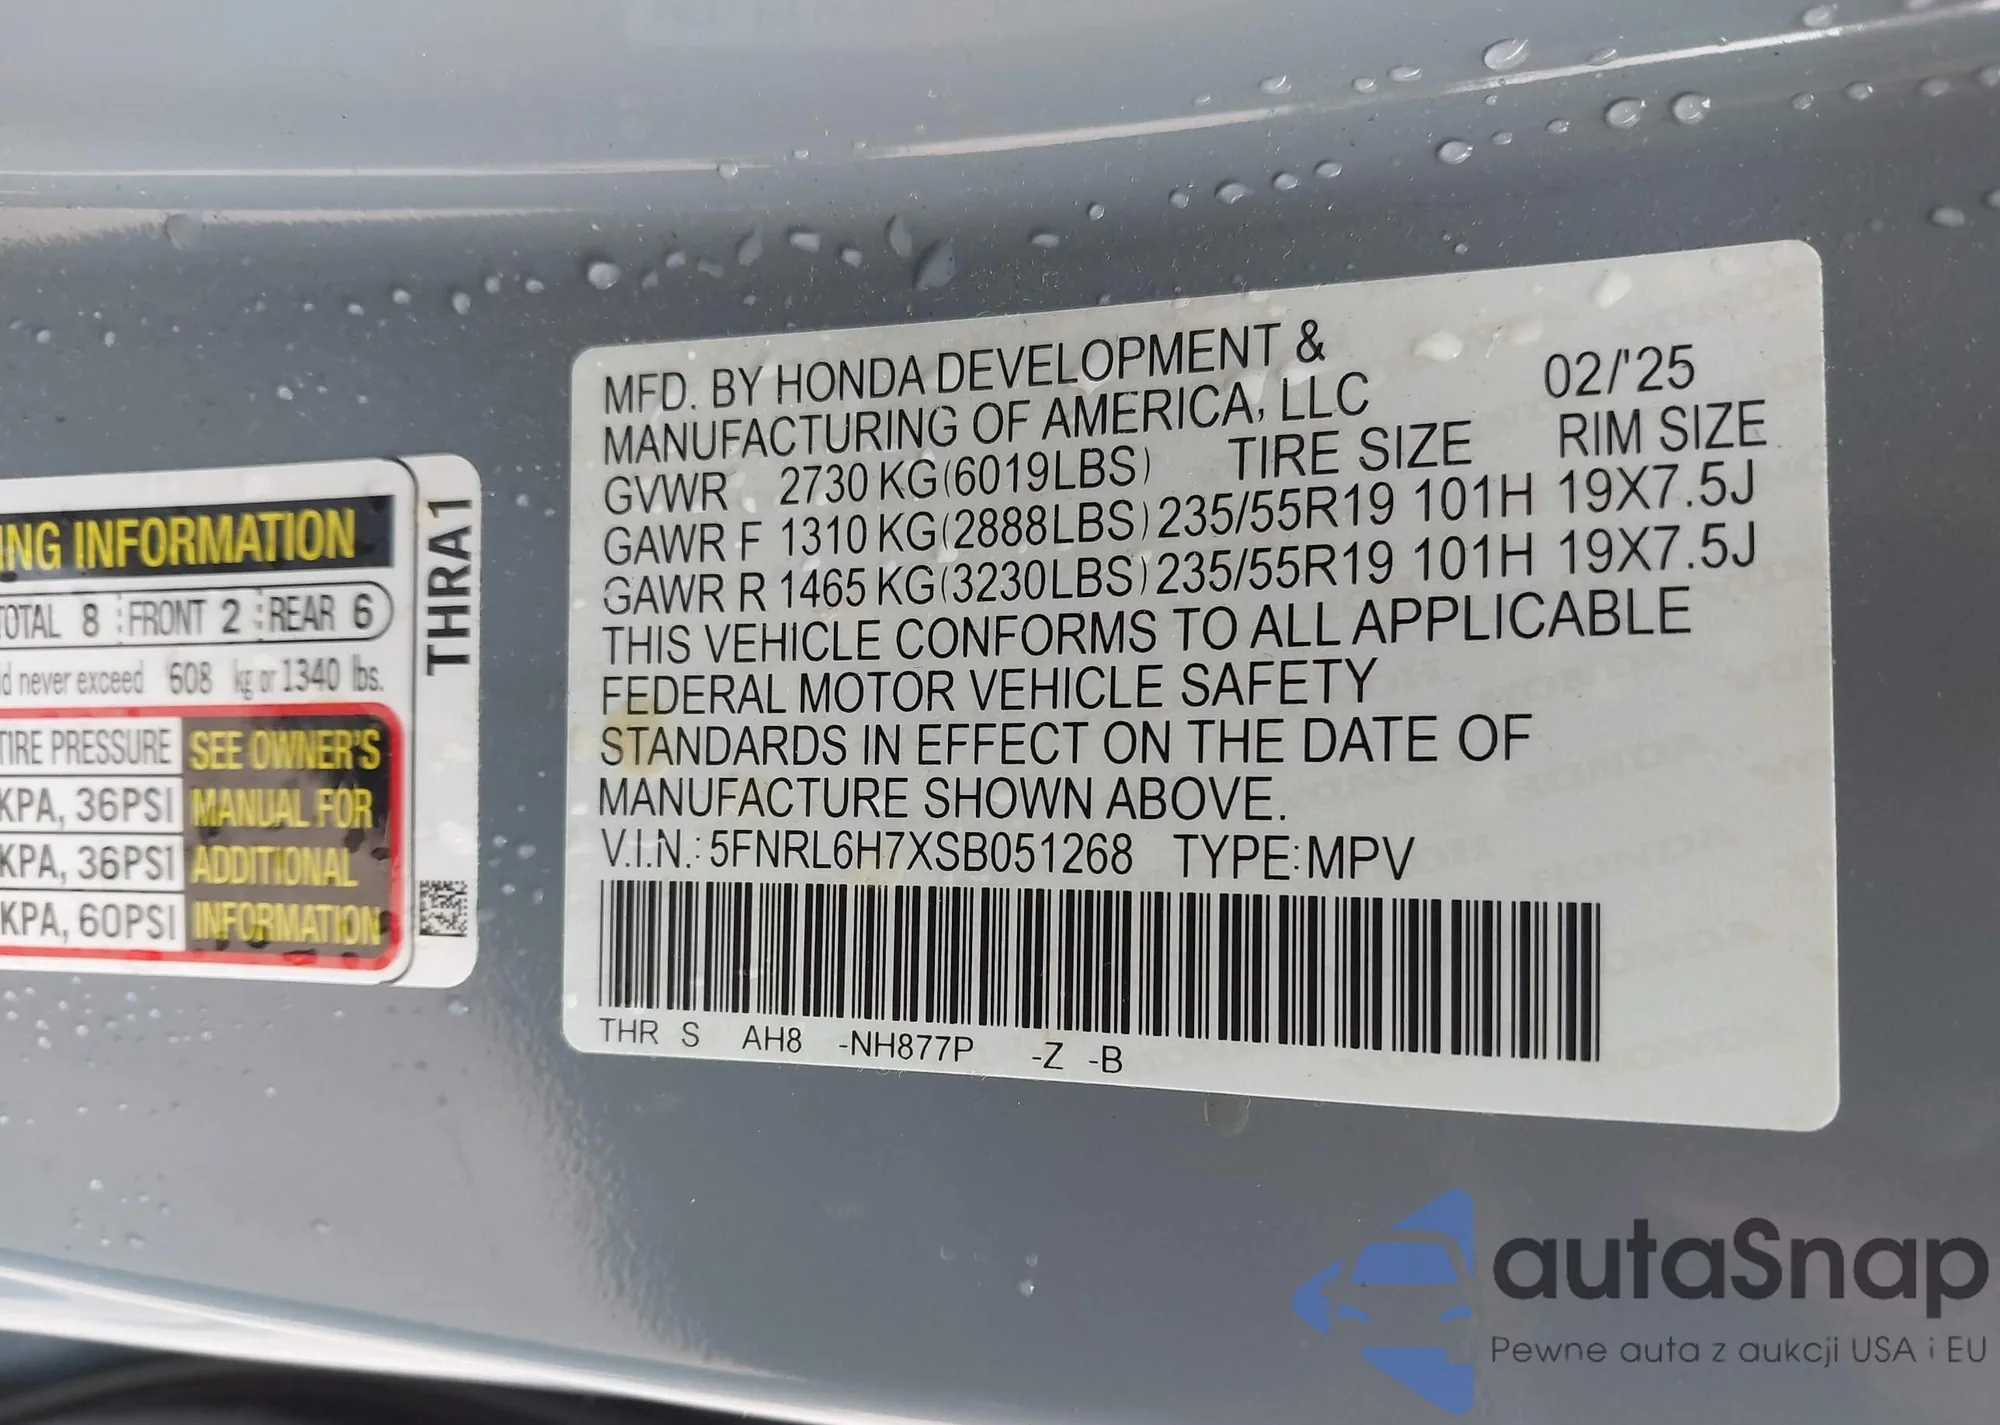 NG INFORMATION
TOTAL 8 FRONT 2 REAR 6
never exceed 608 kg or 1340 lbs.
TIRE PRESSURE
KPA, 36PSI
KPA, 36PSI
KPA, 60PSI
SEE OWNER'S
MANUAL FOR
ADDITIONAL
INFORMATION
THRA1
MFD. BY HONDA DEVELOPMENT &
MANUFACTURING OF AMERICA, LLC 02/'25
GVWR 2730 KG(6019LBS) TIRE SIZE RIM SIZE
GAWR F 1310 KG(2888LBS) 235/55R19 101H 19X7.5J
GAWR R 1465 KG(3230LBS) 235/55R19 101H 19X7.5J
THIS VEHICLE CONFORMS TO ALL APPLICABLE
FEDERAL MOTOR VEHICLE SAFETY
STANDARDS IN EFFECT ON THE DATE OF
MANUFACTURE SHOWN ABOVE.
V.I.N.: 5FNRL6H7XSB051268 TYPE: MPV
THR S AH8 -NH877P -Z -B
autaSnap
Pewne auta z aukcji USA i EU